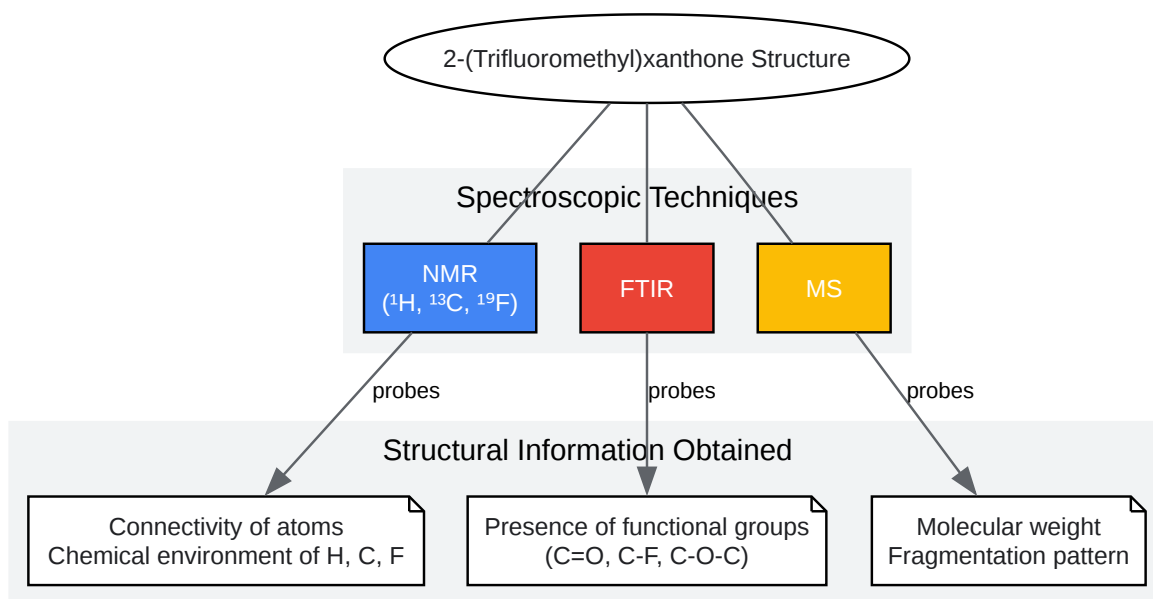 2-(Trifluoromethyl)xanthone Structure
Spectroscopic Techniques
NMR
(¹H, ¹³C, ¹⁹F)
FTIR
MS
probes
probes
probes
Structural Information Obtained
Connectivity of atoms
Chemical environment of H, C, F
Presence of functional groups
(C=O, C-F, C-O-C)
Molecular weight
Fragmentation pattern